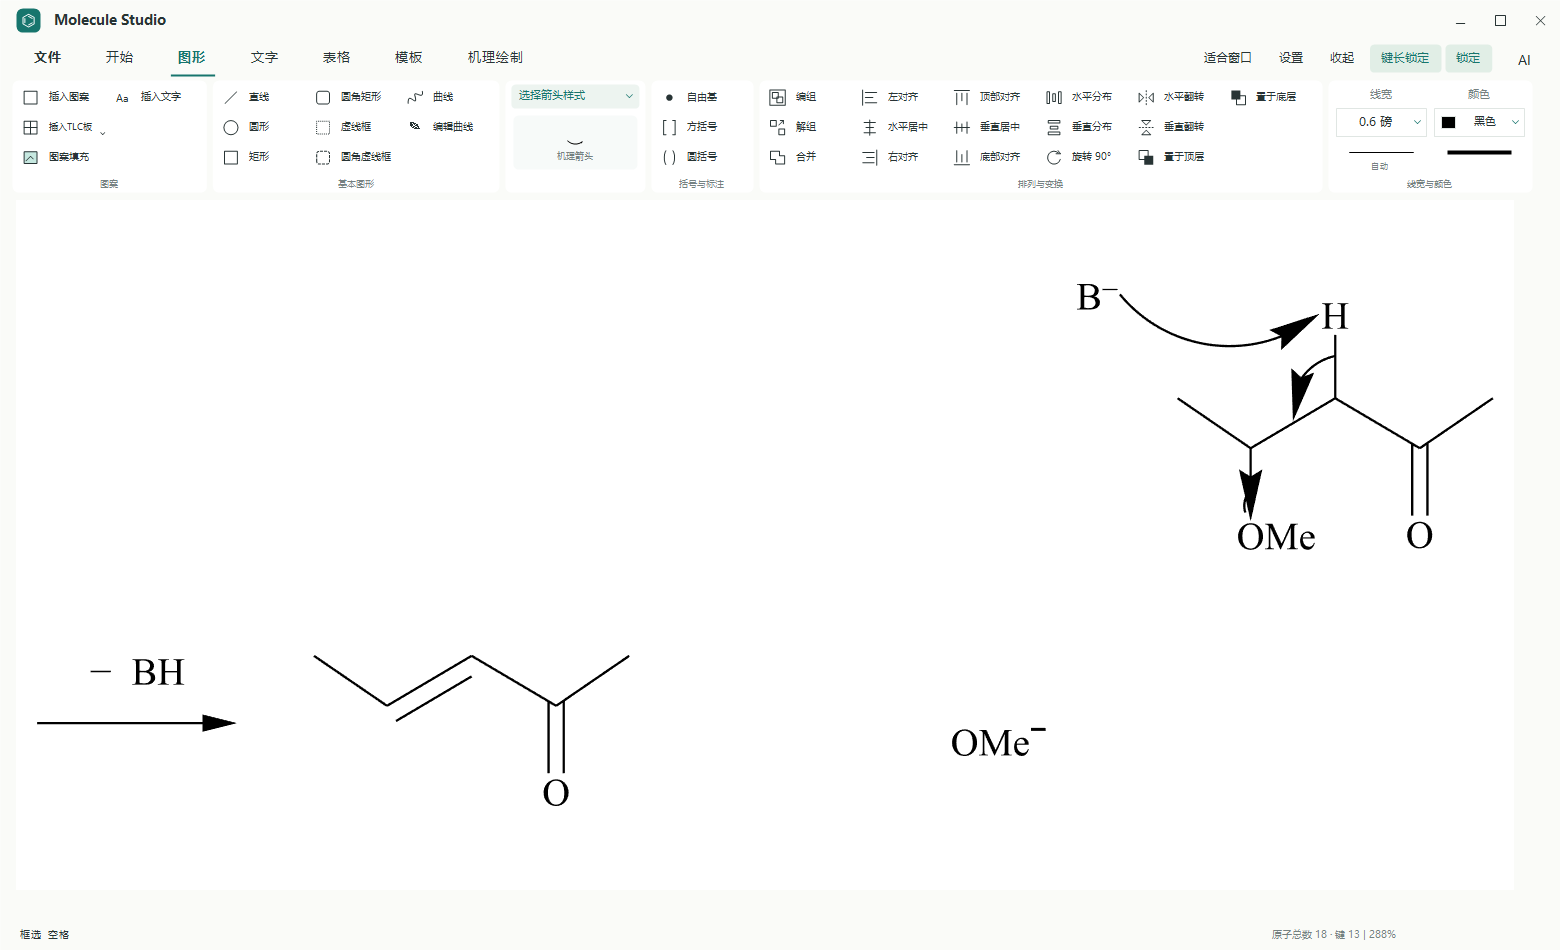 Molecule Studio
文件 开始 图形 文字 表格 模板 机理绘制 适合窗口 设置 收起 键长锁定 锁定 AI
插入图案 Aa 插入文字 直线 圆角矩形 曲线 选择箭头样式 自由基 编组 左对齐 顶部对齐 水平分布 水平翻转 置于底层 线宽 颜色
插入TLC板 圆形 虚线框 编辑曲线 方括号 解组 水平居中 垂直居中 垂直分布 垂直翻转 0.6 磅 黑色
图案填充 矩形 圆角虚线框 机理箭头 圆括号 合并 右对齐 底部对齐 旋转 90° 置于顶层 自动
图案 基本图形 括号与标注 排列与变换 线宽与颜色
B−
H
OMe O
− BH
OMe−
O
框选 空格 原子总数 18 · 键 13 | 288%